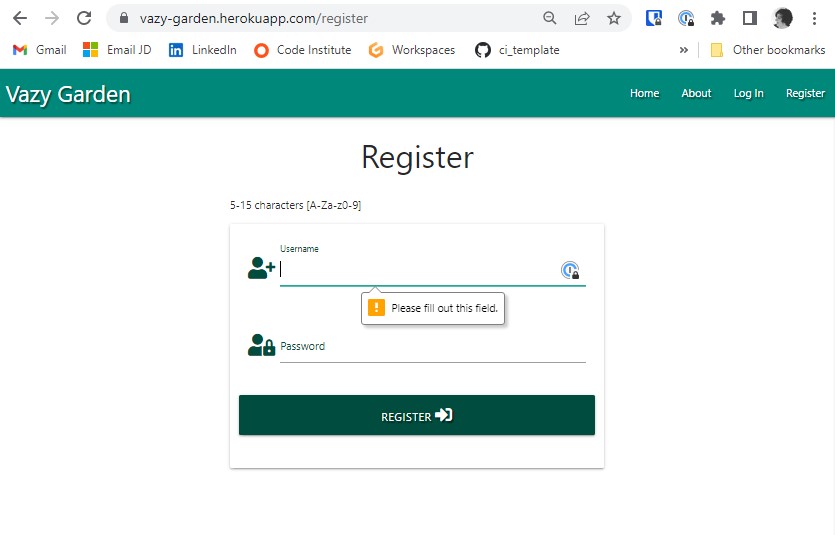 vazy-garden.herokuapp.com/register
Gmail Email JD LinkedIn Code Institute Workspaces ci_template » Other bookmarks
Vazy Garden Home About Log In Register
Register
5-15 characters [A-Za-z0-9]
Username
Please fill out this field.
Password
REGISTER